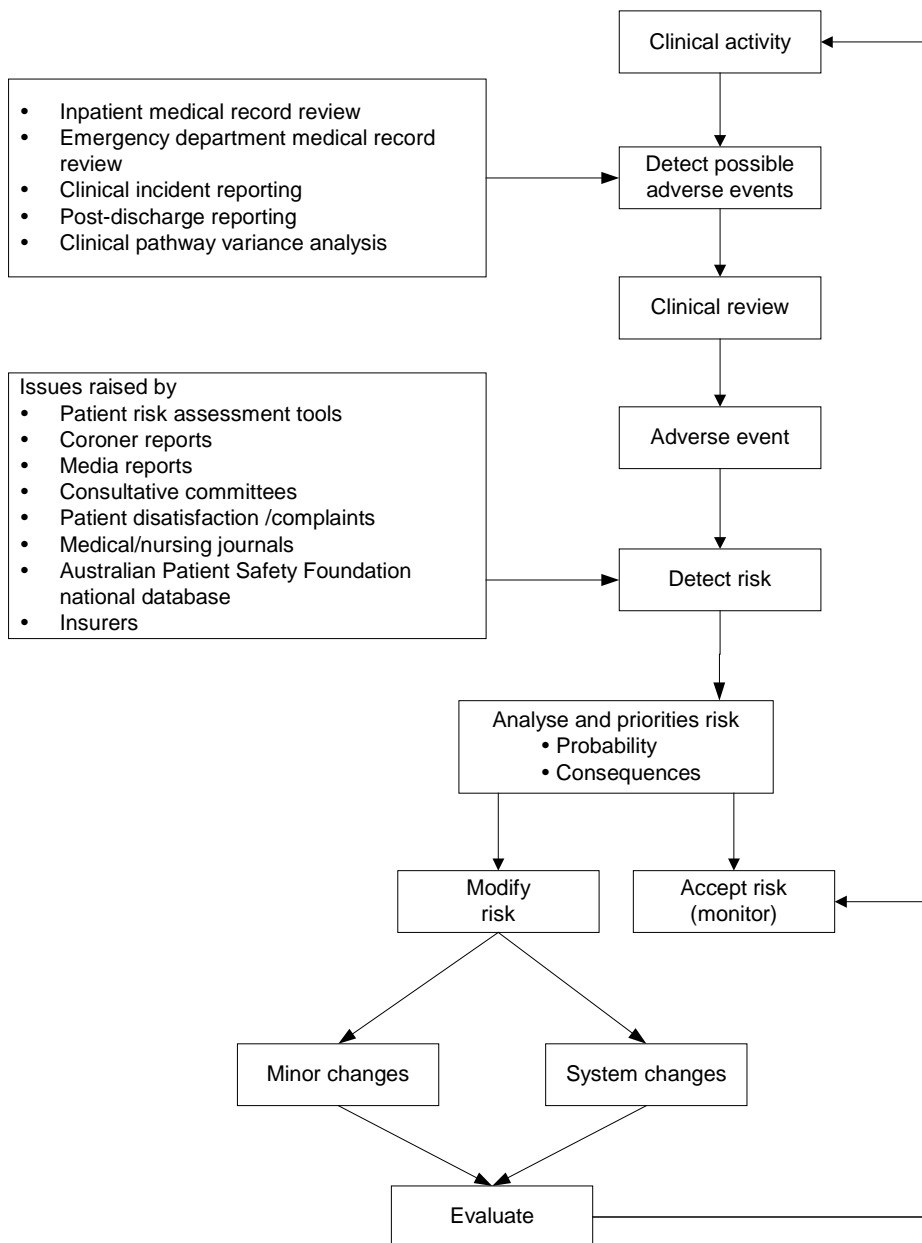 Clinical activity
• Inpatient medical record review
• Emergency department medical record
review
• Clinical incident reporting
• Post-discharge reporting
• Clinical pathway variance analysis
Detect possible
adverse events
Clinical review
Issues raised by
• Patient risk assessment tools
• Coroner reports
• Media reports
• Consultative committees
• Patient disatisfaction /complaints
• Medical/nursing journals
• Australian Patient Safety Foundation
national database
• Insurers
Adverse event
Detect risk
Analyse and priorities risk
• Probability
• Consequences
Modify
risk
Accept risk
(monitor)
Minor changes
System changes
Evaluate